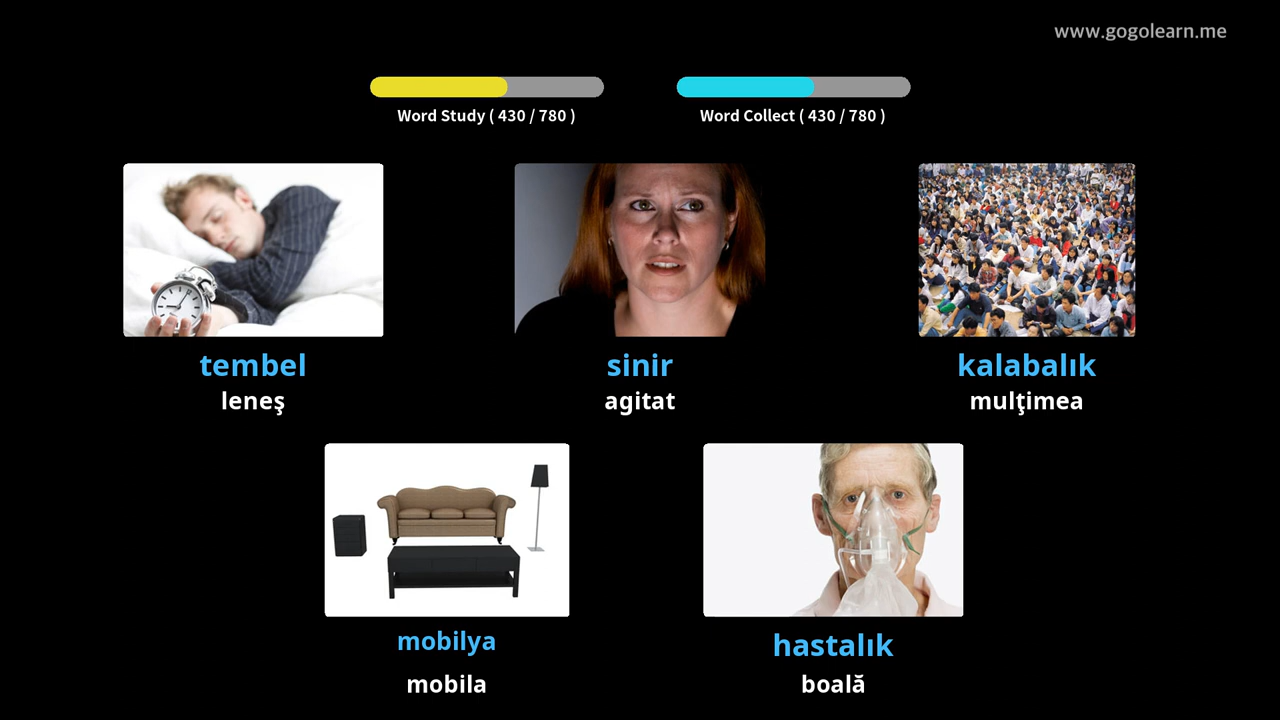 www.gogolearn.me
Word Study ( 430 / 780 )
Word Collect ( 430 / 780 )
tembel
leneş
sinir
agitat
kalabalık
mulţimea
mobilya
mobila
hastalık
boală